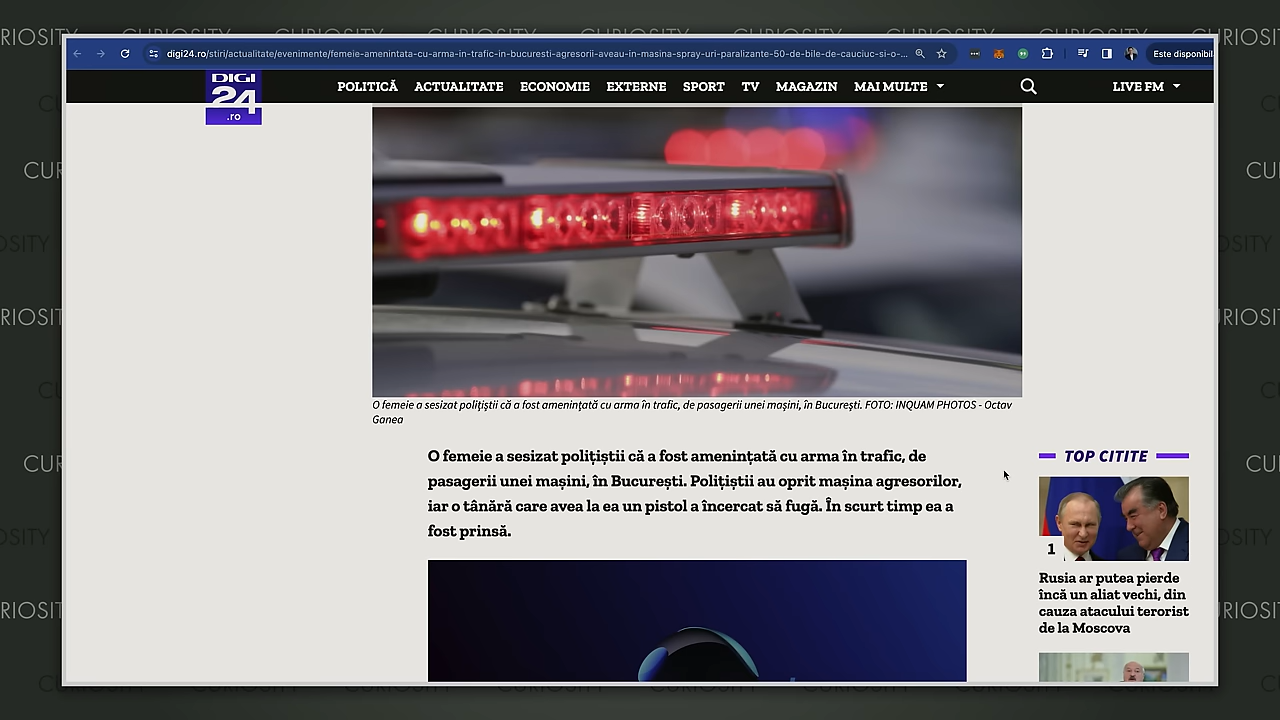 digi24.ro/stiri/actualitate/evenimente/femeie-amenintata-cu-arma-in-trafic-in-bucuresti-agresorii-aveau-in-masina-spray-uri-paralizante-50-de-bile-de-cauciuc-si-o-...
Este disponibil
DIGI
24
.ro
POLITICĂ ACTUALITATE ECONOMIE EXTERNE SPORT TV MAGAZIN MAI MULTE LIVE FM
O femeie a sesizat polițiștii că a fost amenințată cu arma în trafic, de pasagerii unei mașini, în București. FOTO: INQUAM PHOTOS - Octav
Ganea
O femeie a sesizat polițiștii că a fost amenințată cu arma în trafic, de
pasagerii unei mașini, în București. Polițiștii au oprit mașina agresorilor,
iar o tânără care avea la ea un pistol a încercat să fugă. În scurt timp ea a
fost prinsă.
TOP CITITE
1
Rusia ar putea pierde
încă un aliat vechi, din
cauza atacului terorist
de la Moscova
CURIOSITY CURIOSITY CURIOSITY CURIOSITY CURIOSITY